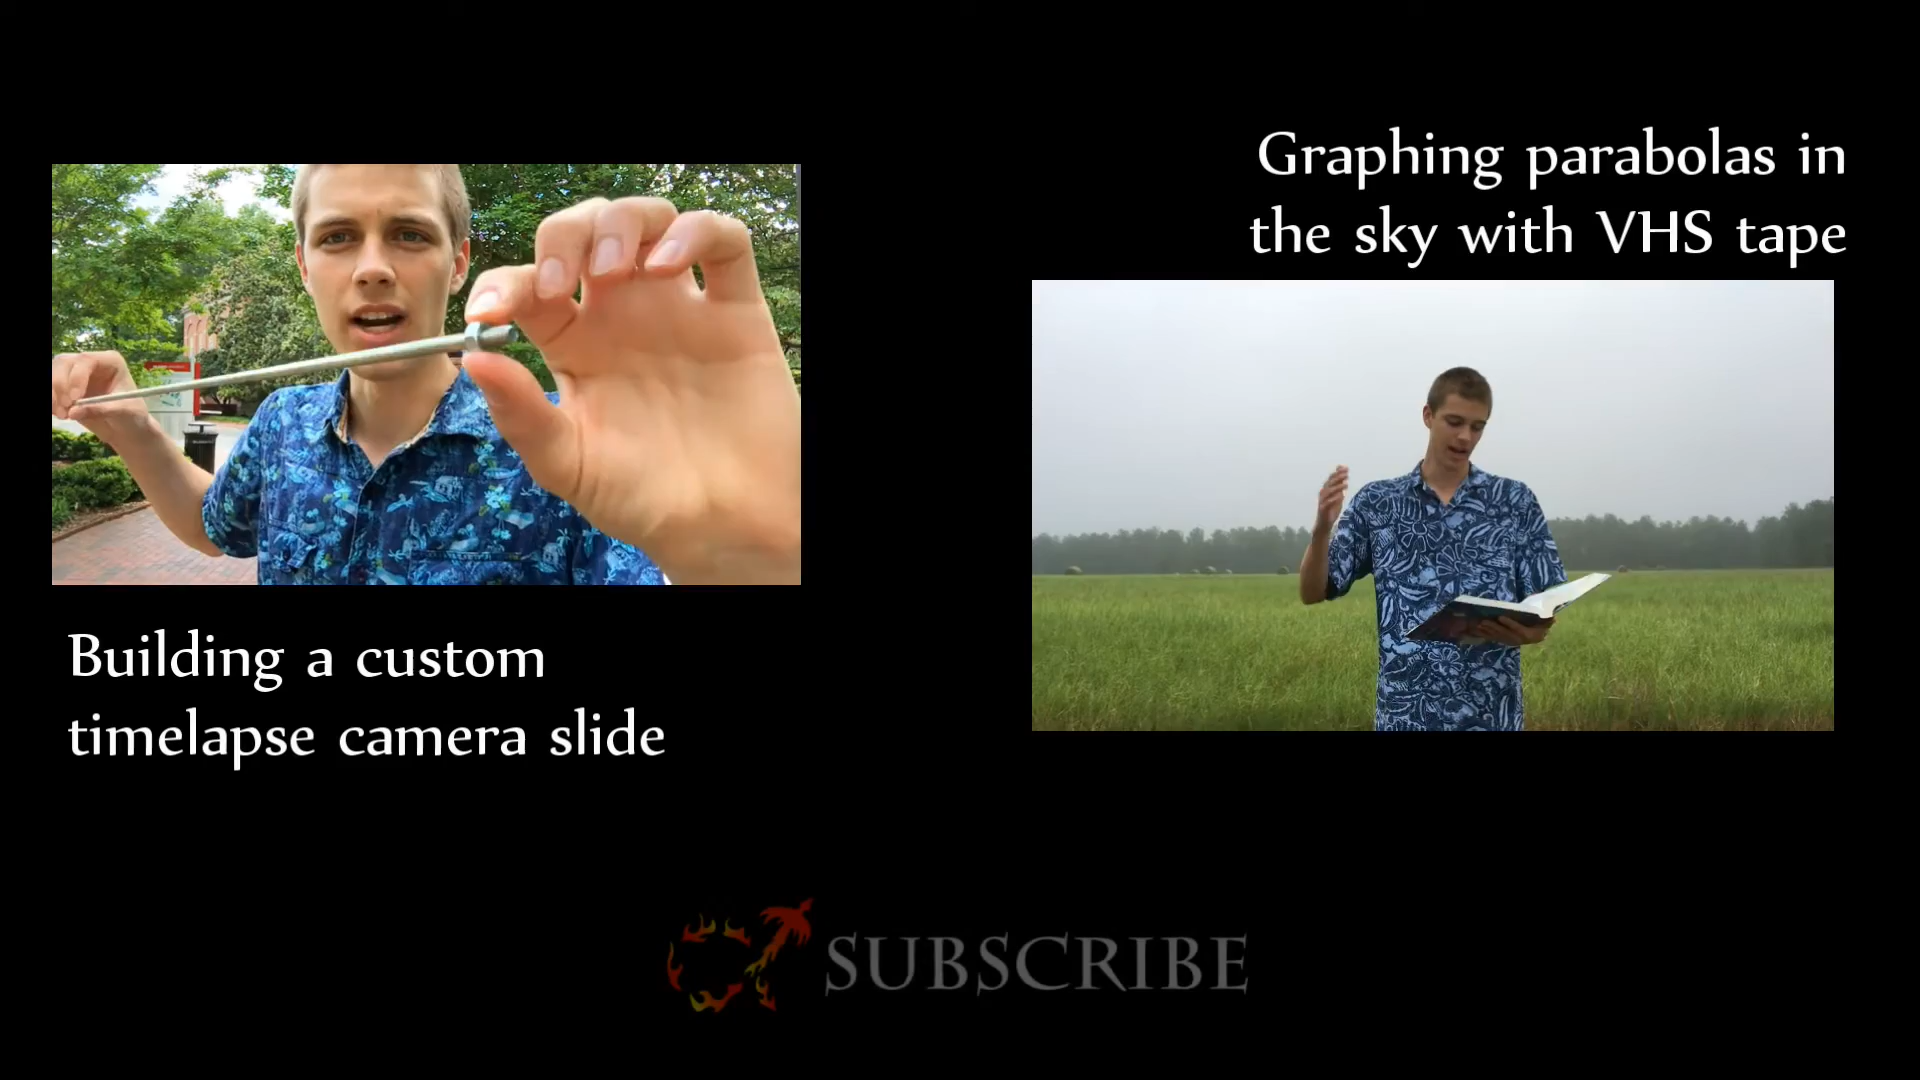 Graphing parabolas in
the sky with VHS tape
Building a custom
timelapse camera slide
SUBSCRIBE